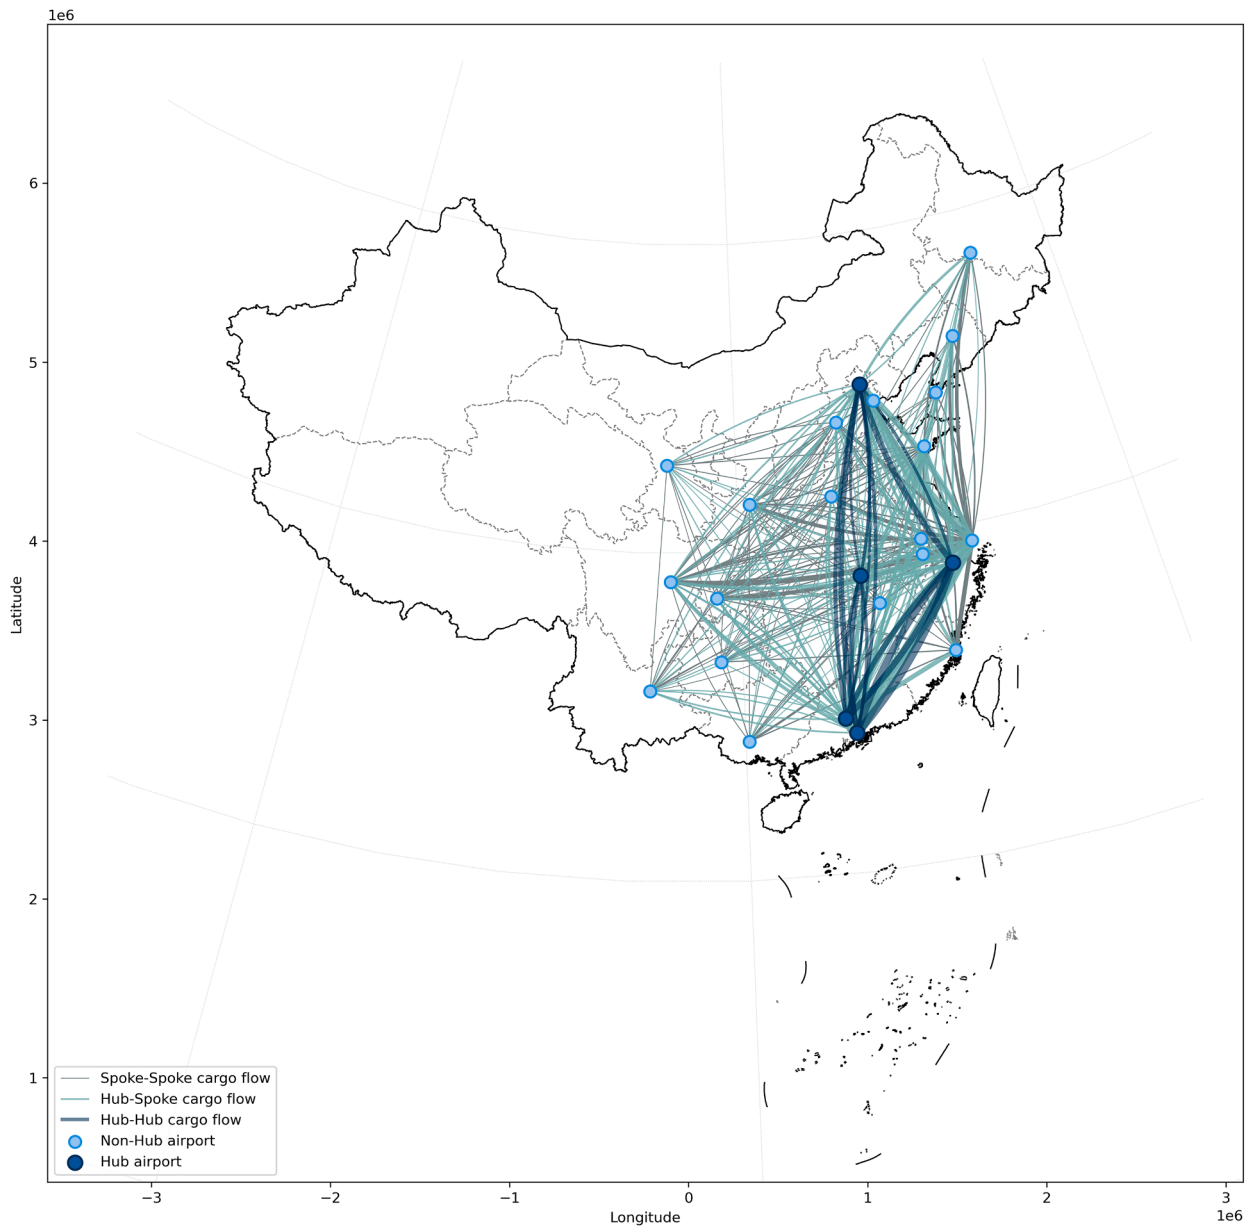 1e6
6
5
4
3
2
1
Latitude
Spoke-Spoke cargo flow
Hub-Spoke cargo flow
Hub-Hub cargo flow
Non-Hub airport
Hub airport
−3 −2 −1 0 1 2 3
1e6
Longitude